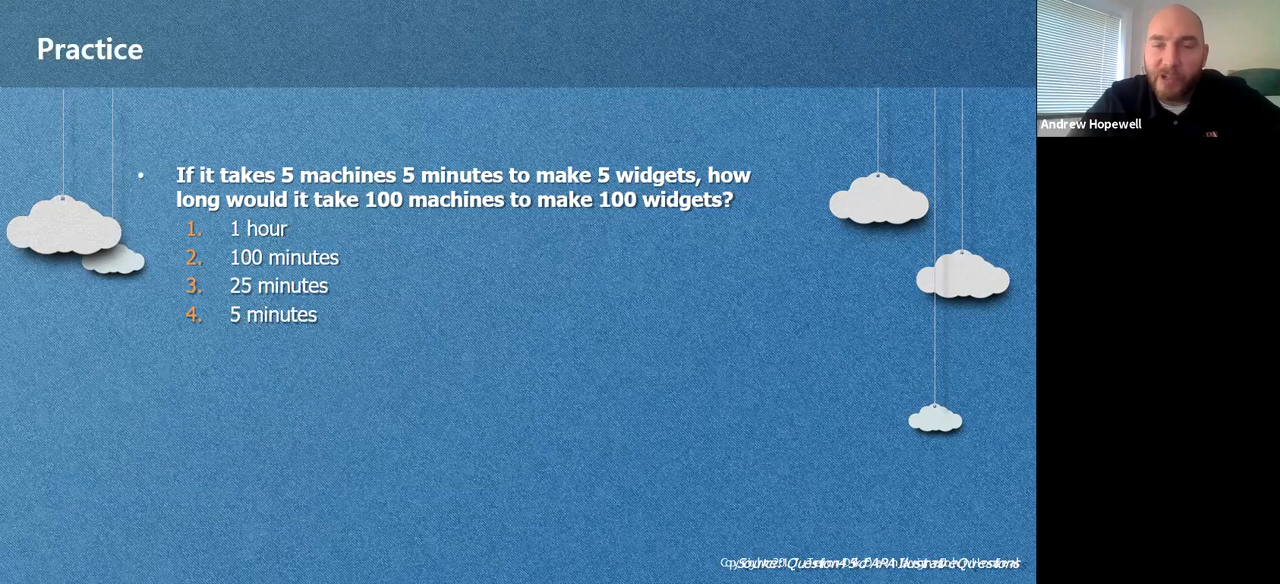 Practice
Andrew Hopewell
• If it takes 5 machines 5 minutes to make 5 widgets, how
long would it take 100 machines to make 100 widgets?
1. 1 hour
2. 100 minutes
3. 25 minutes
4. 5 minutes